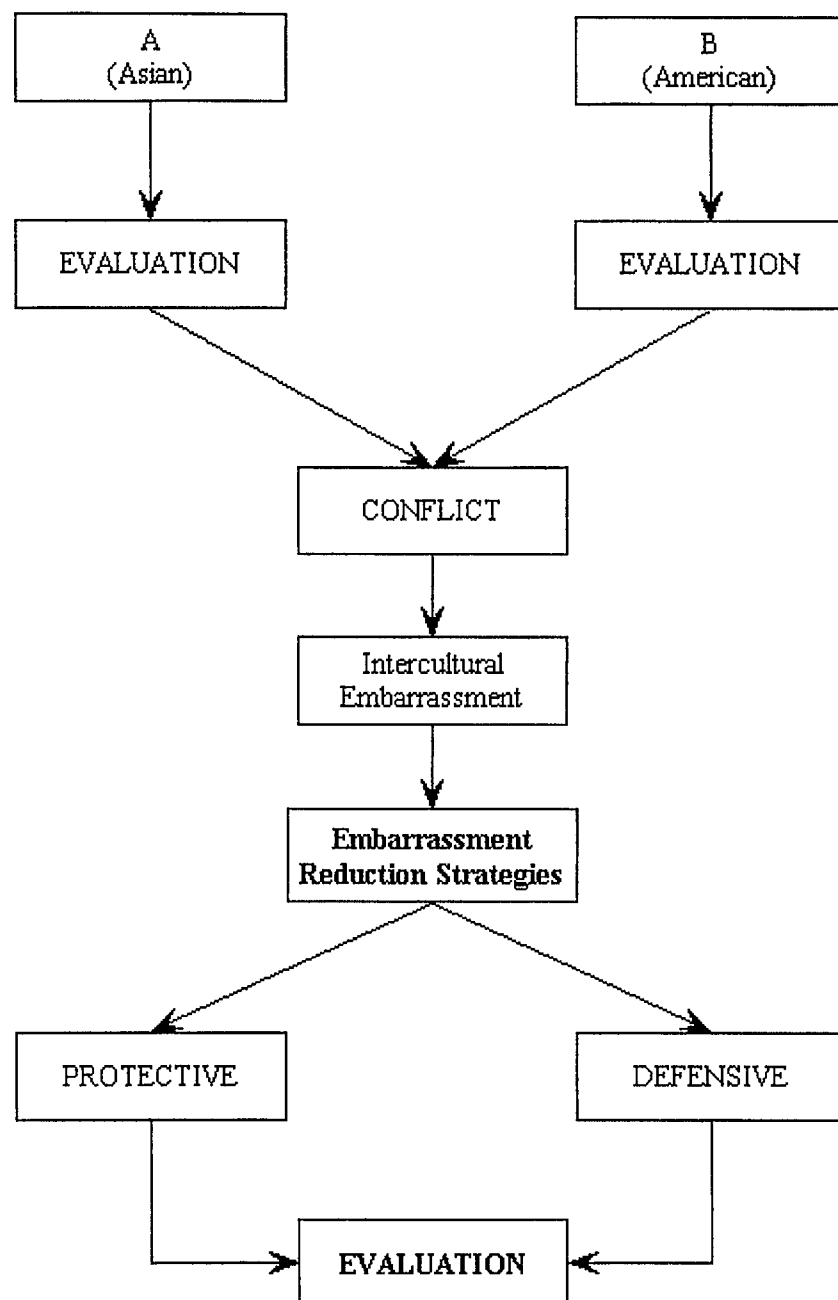 A
(Asian)
B
(American)
EVALUATION
EVALUATION
CONFLICT
Intercultural
Embarrassment
Embarrassment
Reduction Strategies
PROTECTIVE
DEFENSIVE
EVALUATION